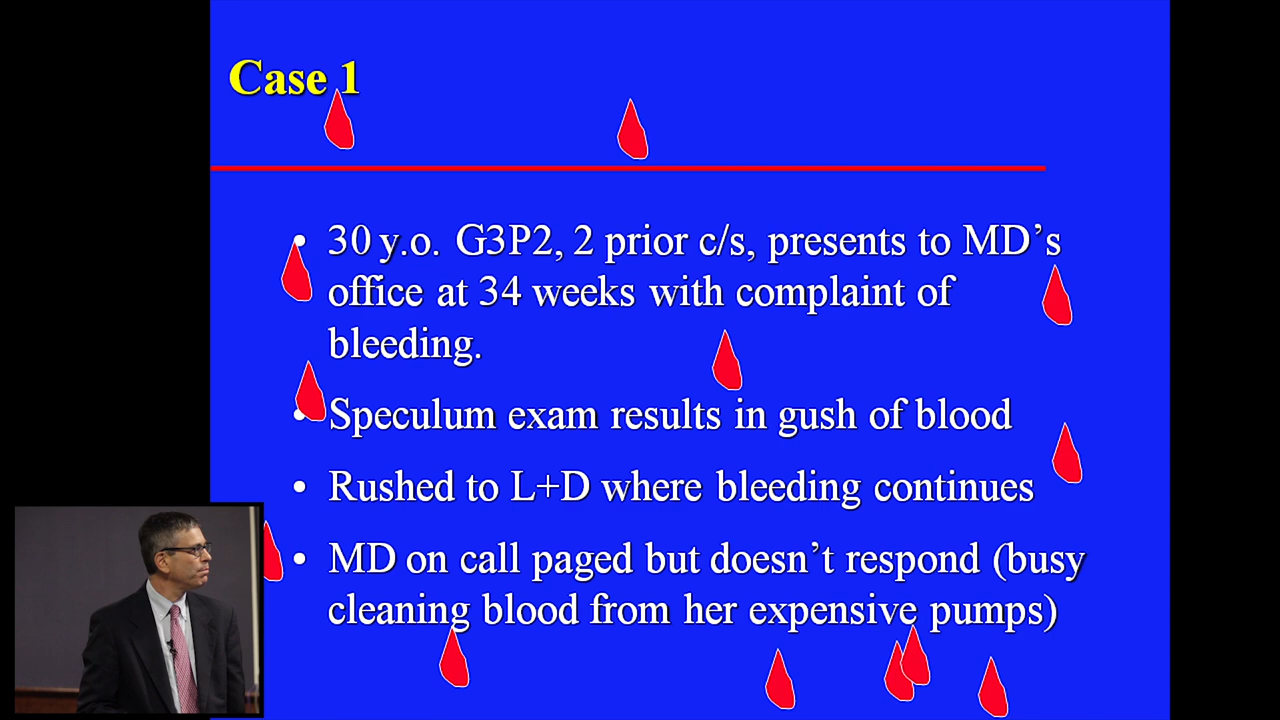 Case 1
• 30 y.o. G3P2, 2 prior c/s, presents to MD’s
office at 34 weeks with complaint of
bleeding.
• Speculum exam results in gush of blood
• Rushed to L+D where bleeding continues
• MD on call paged but doesn’t respond (busy
cleaning blood from her expensive pumps)